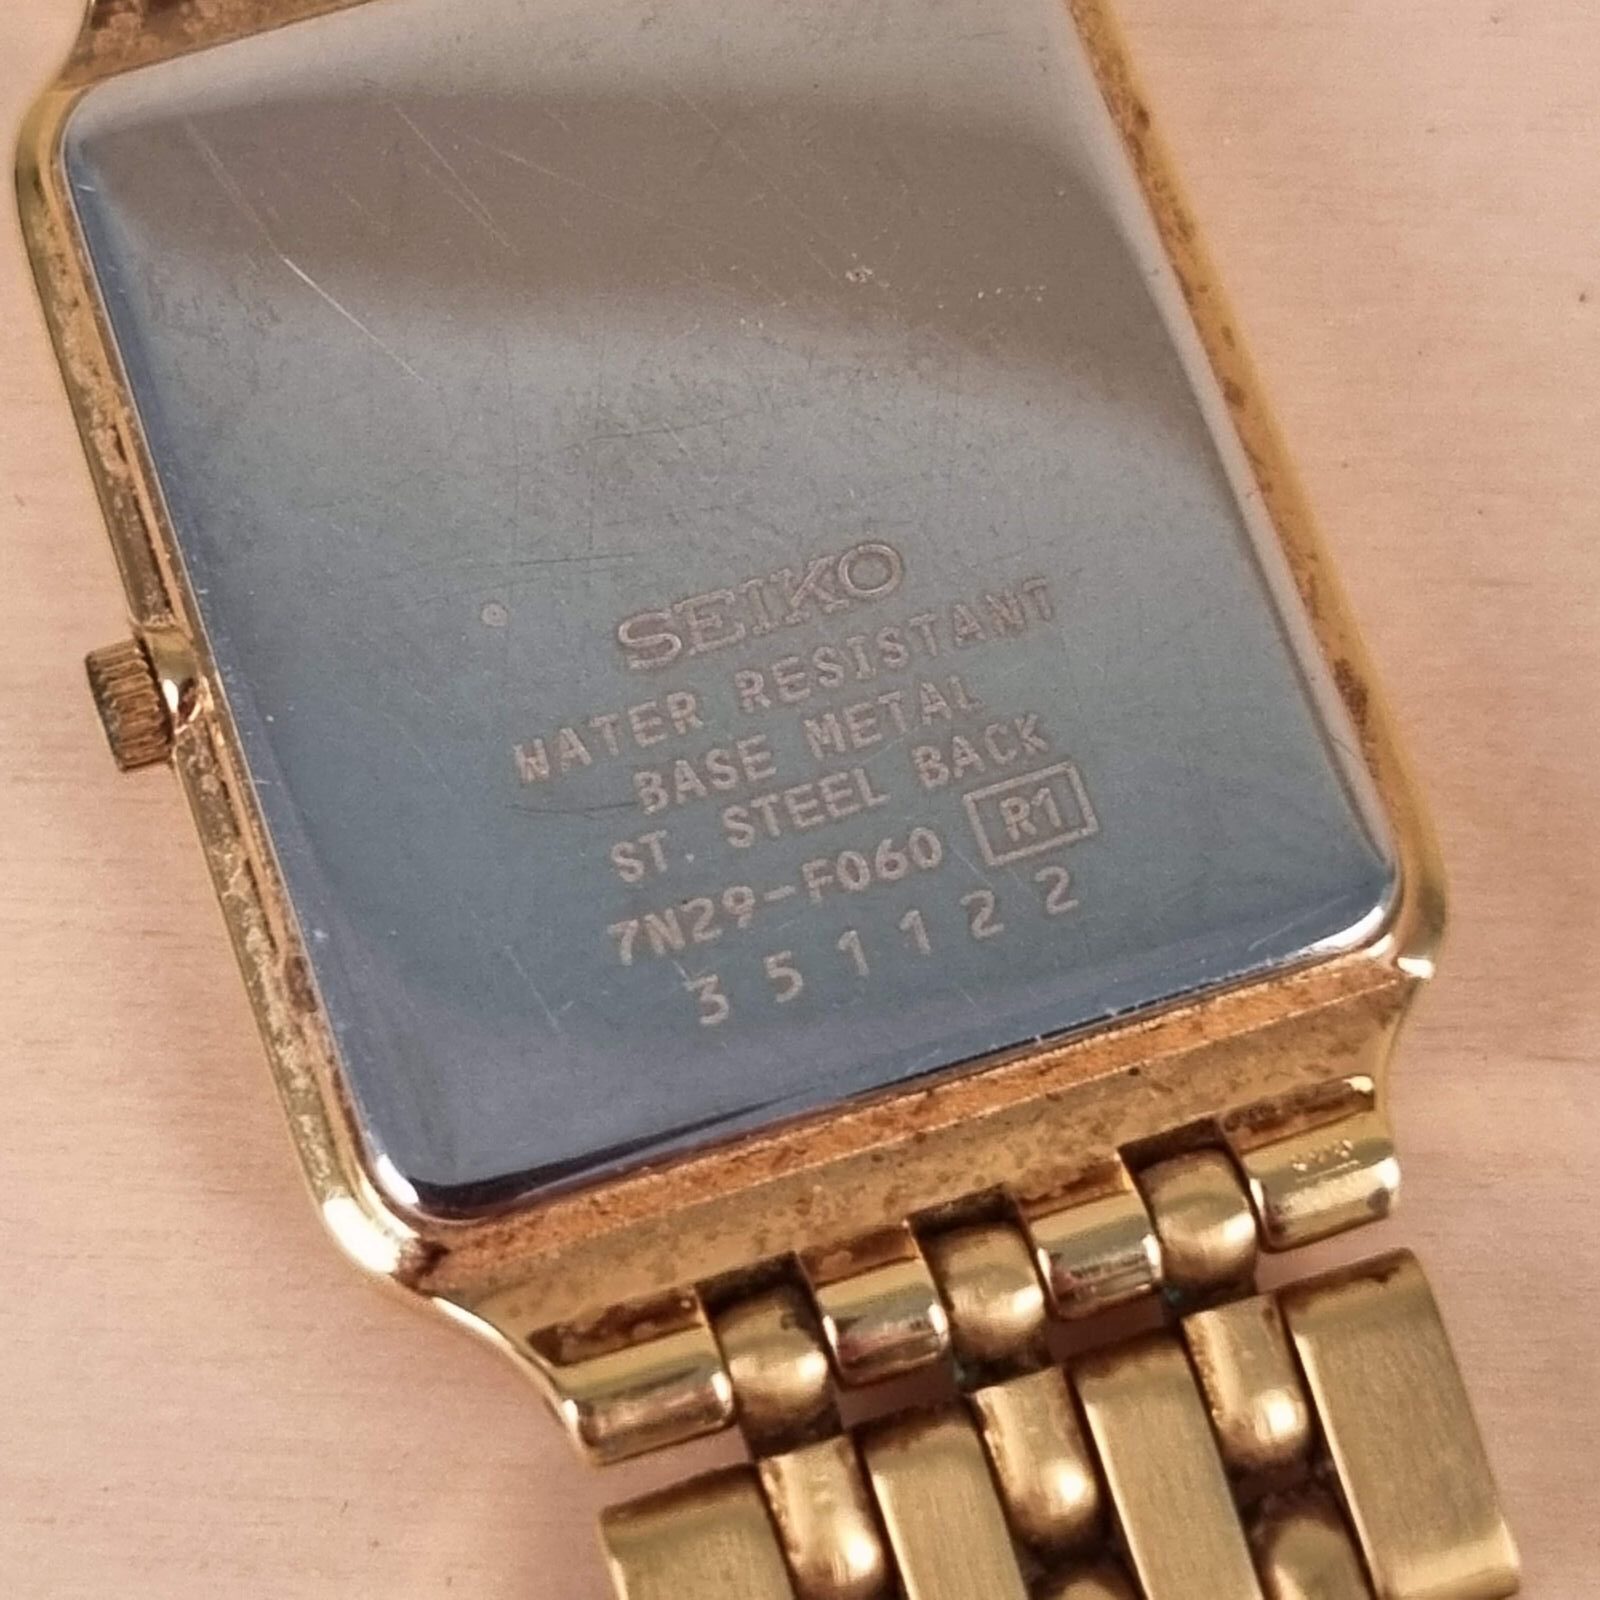 SEIKO
WATER RESISTANT
BASE METAL
ST. STEEL BACK
7N29-F060 R1
351122